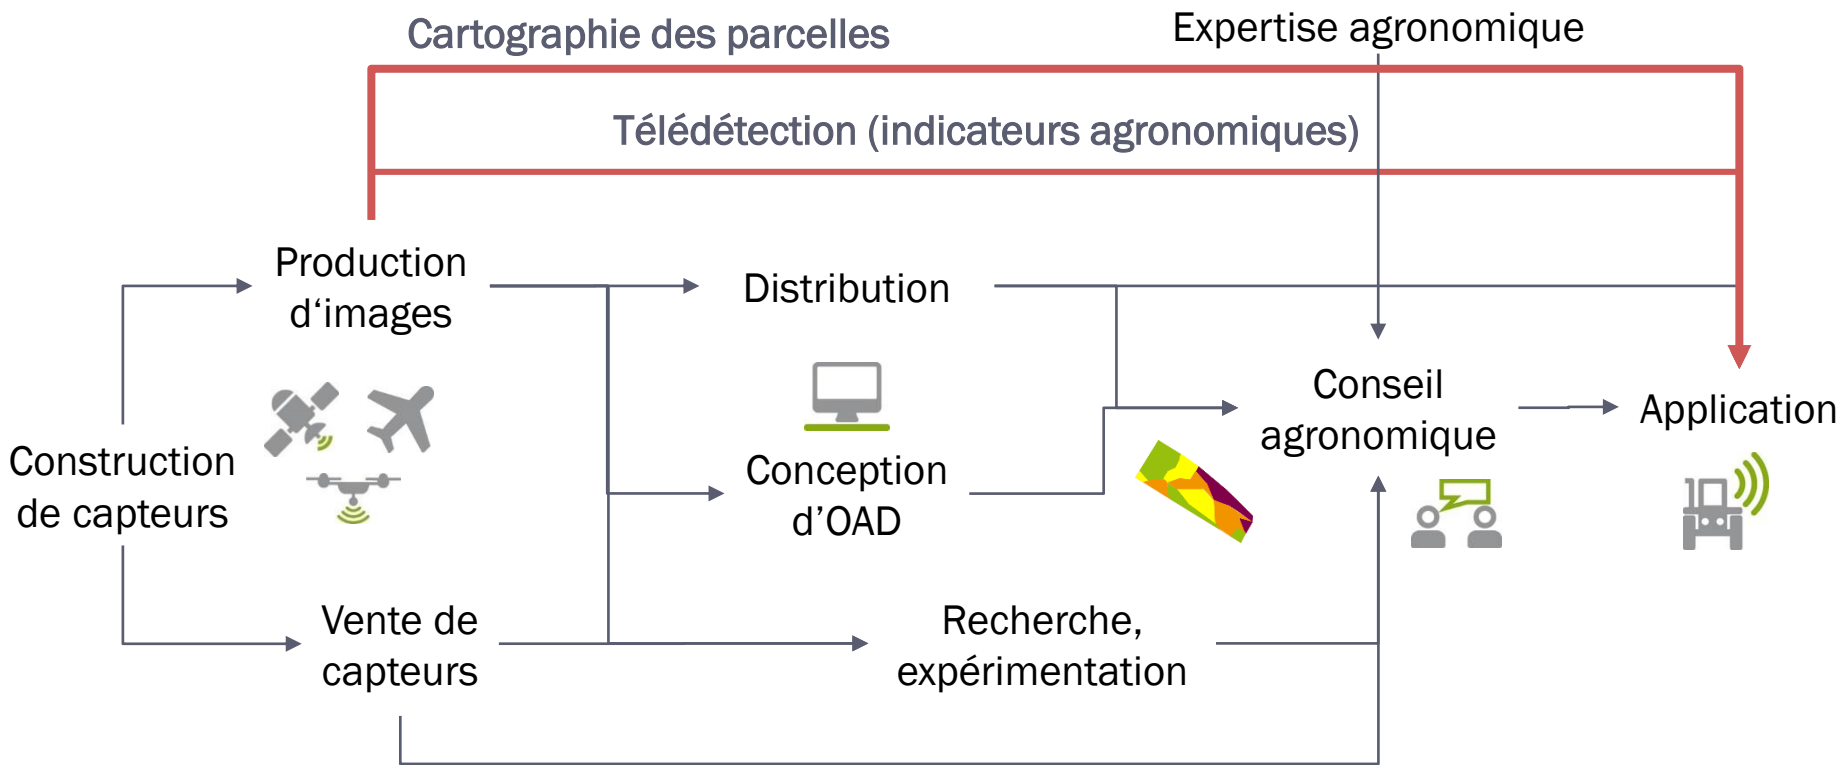 Cartographie des parcelles
Expertise agronomique
Télédétection (indicateurs agronomiques)
Production
d‘images
Distribution
Conseil
agronomique
Application
Construction
de capteurs
Conception
d’OAD
Vente de
capteurs
Recherche,
expérimentation